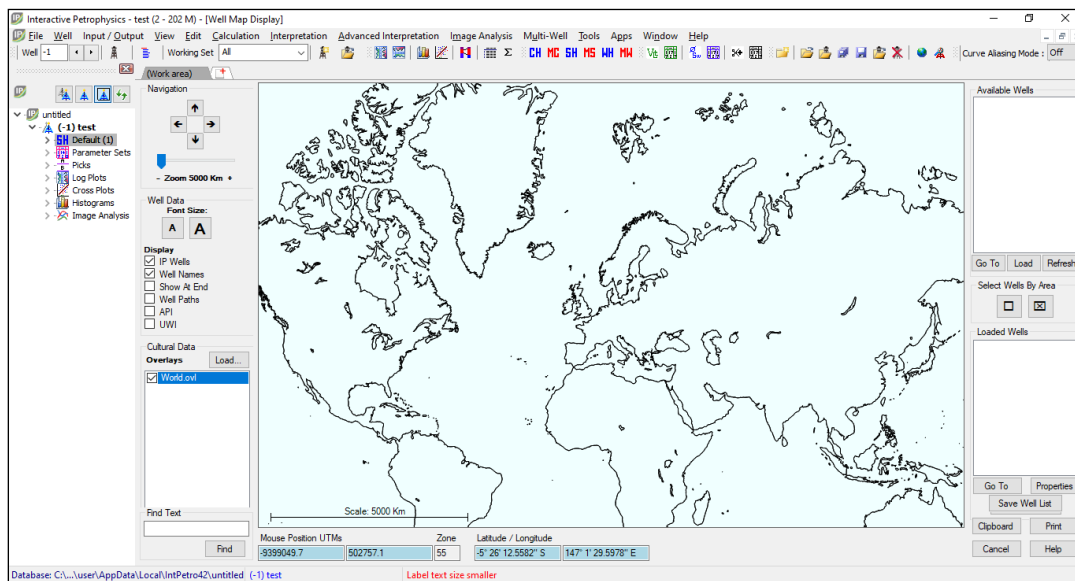 Interactive Petrophysics - test (2 - 202 M) - [Well Map Display]
File Well Input / Output View Edit Calculation Interpretation Advanced Interpretation Image Analysis Multi-Well Tools Apps Window Help
Well -1 Working Set All CH MC SH MS WH MW Curve Aliasing Mode : Off
(Work area)
untitled
(-1) test
SH Default (1)
Parameter Sets
Picks
Log Plots
Cross Plots
Histograms
Image Analysis
Navigation
- Zoom 5000 Km +
Well Data
Font Size:
A A
Display
IP Wells
Well Names
Show At End
Well Paths
API
UWI
Cultural Data
Overlays Load...
World.ovl
Find Text
Find
Scale: 5000 Km
Mouse Position UTMs Zone Latitude / Longitude
-9399049.7 502757.1 55 -5° 26' 12.5582" S 147° 1' 29.5978" E
Available Wells
Go To Load Refresh
Select Wells By Area
Loaded Wells
Go To Properties
Save Well List
Clipboard Print
Cancel Help
Database: C:\...\user\AppData\Local\IntPetro42\untitled (-1) test Label text size smaller